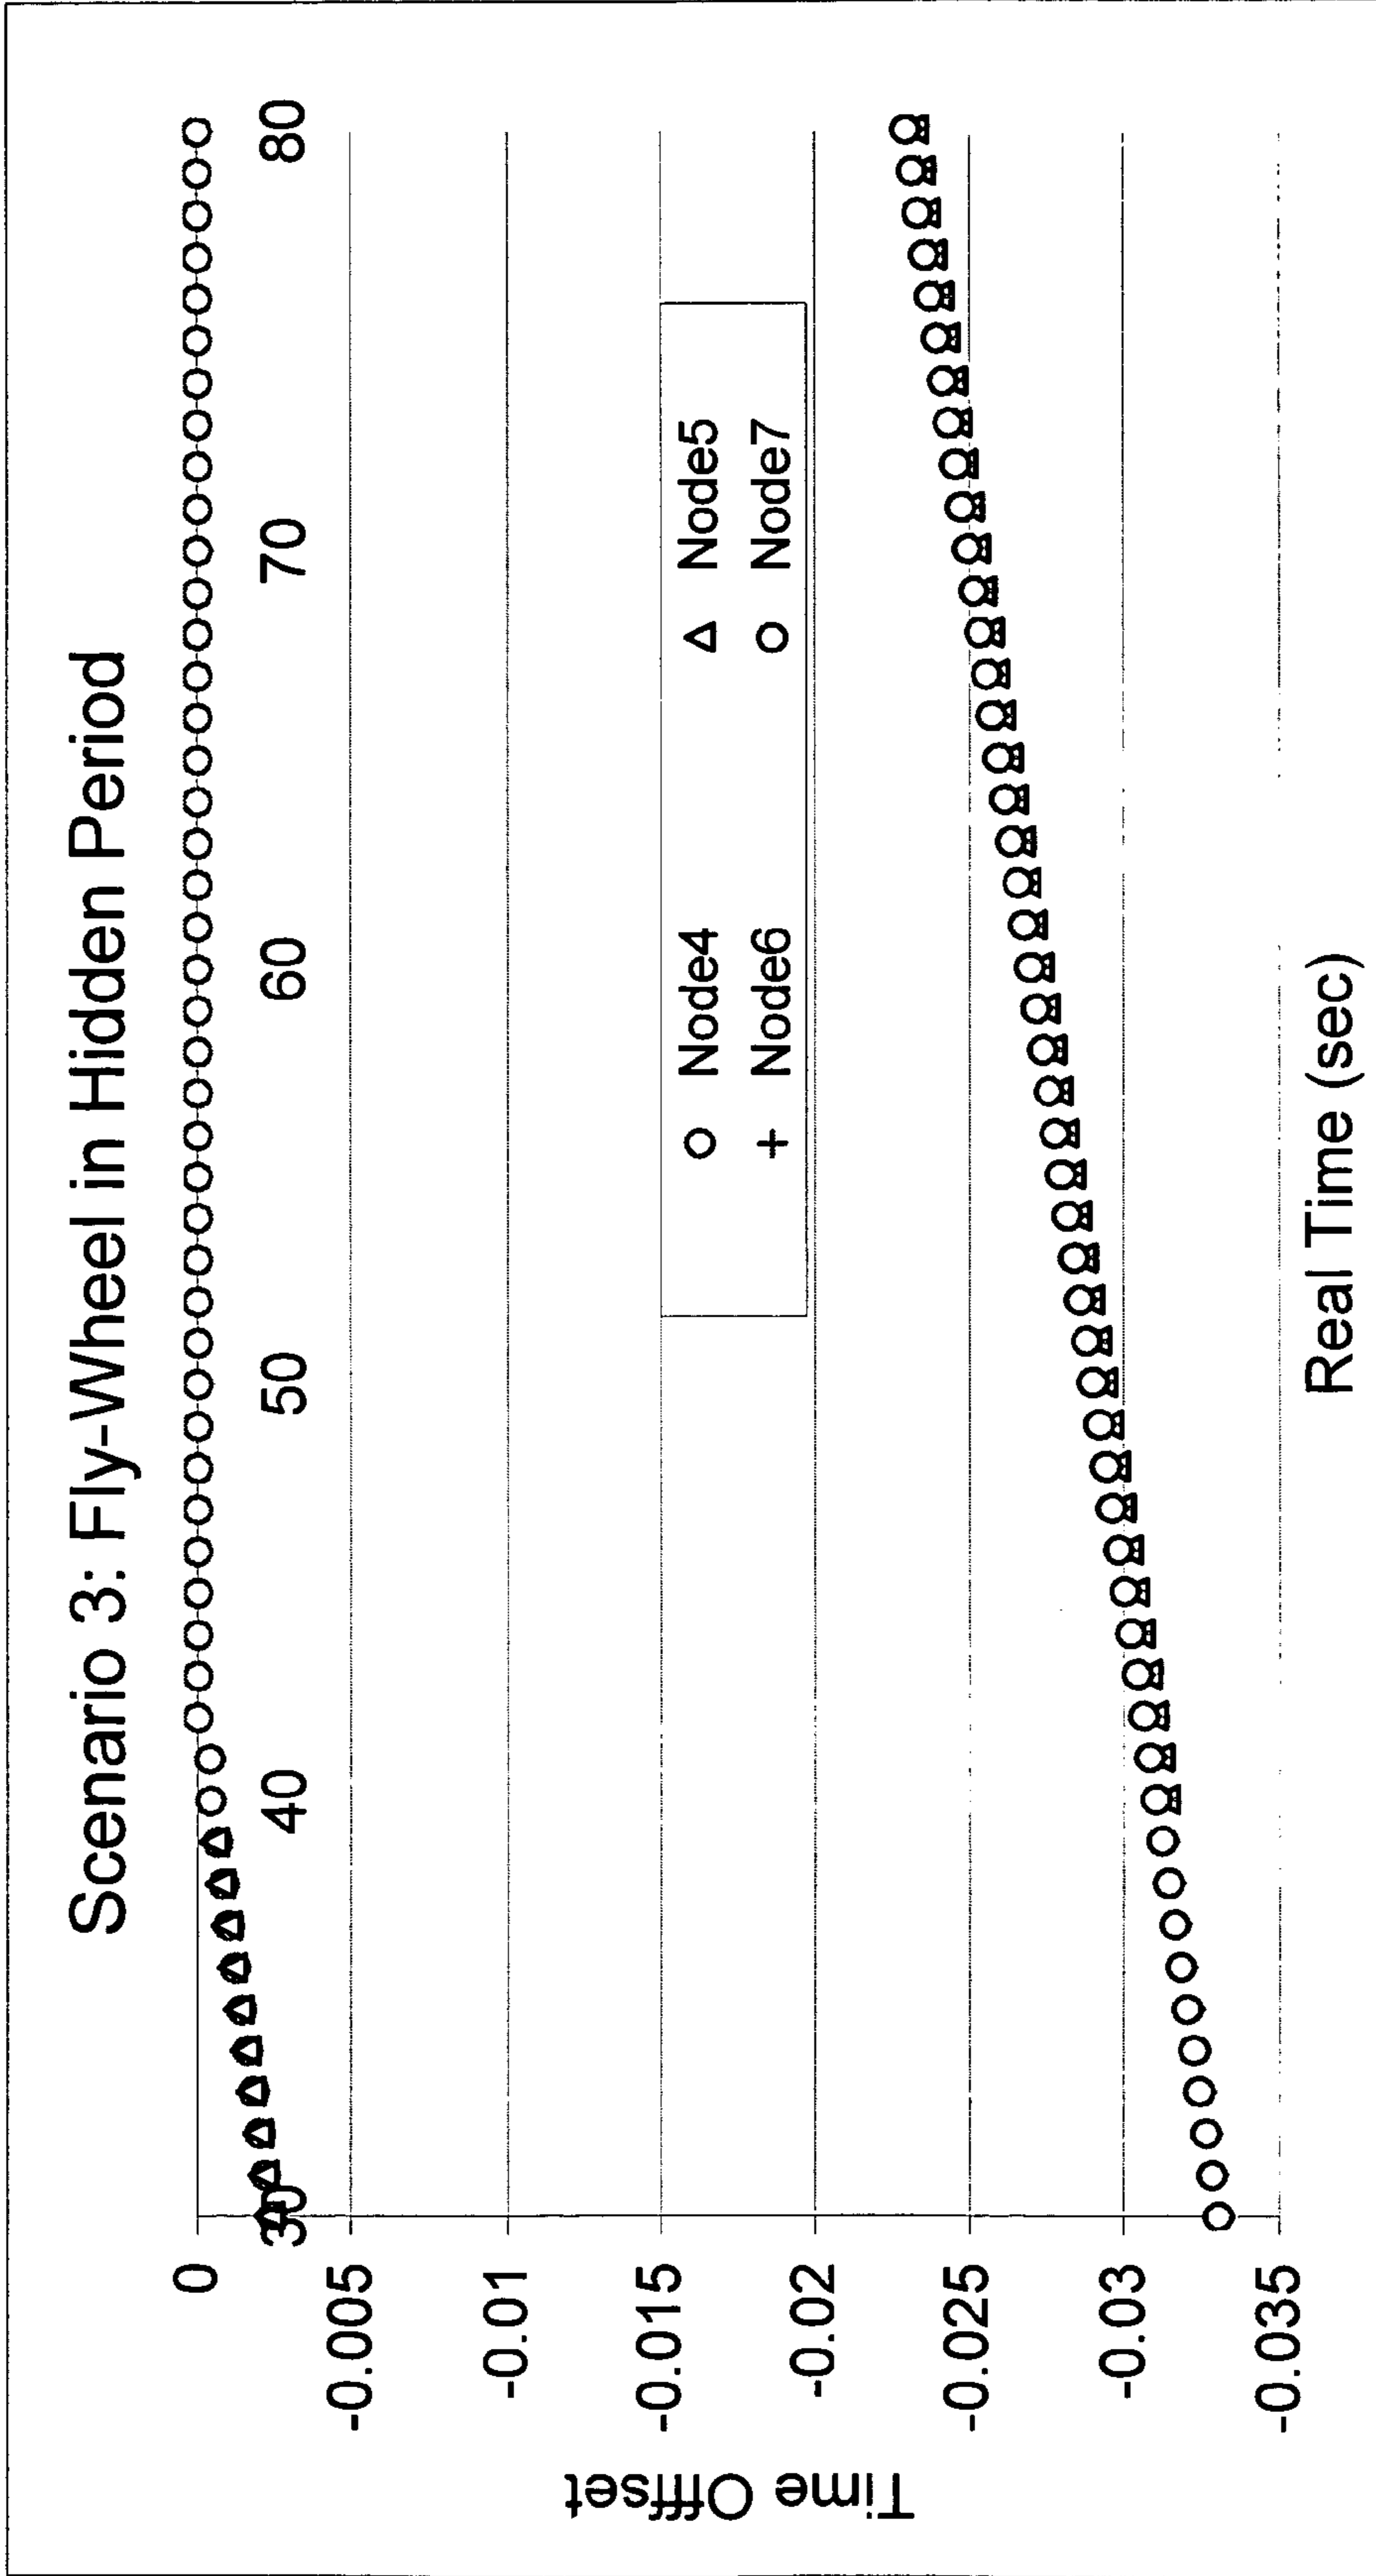 Scenario 3: Fly-Wheel in Hidden Period
0
-0.005
-0.01
-0.015
-0.02
-0.025
-0.03
-0.035
30
40
50
60
70
80
Node4
Node5
Node6
Node7
Time Offset
Real Time (sec)